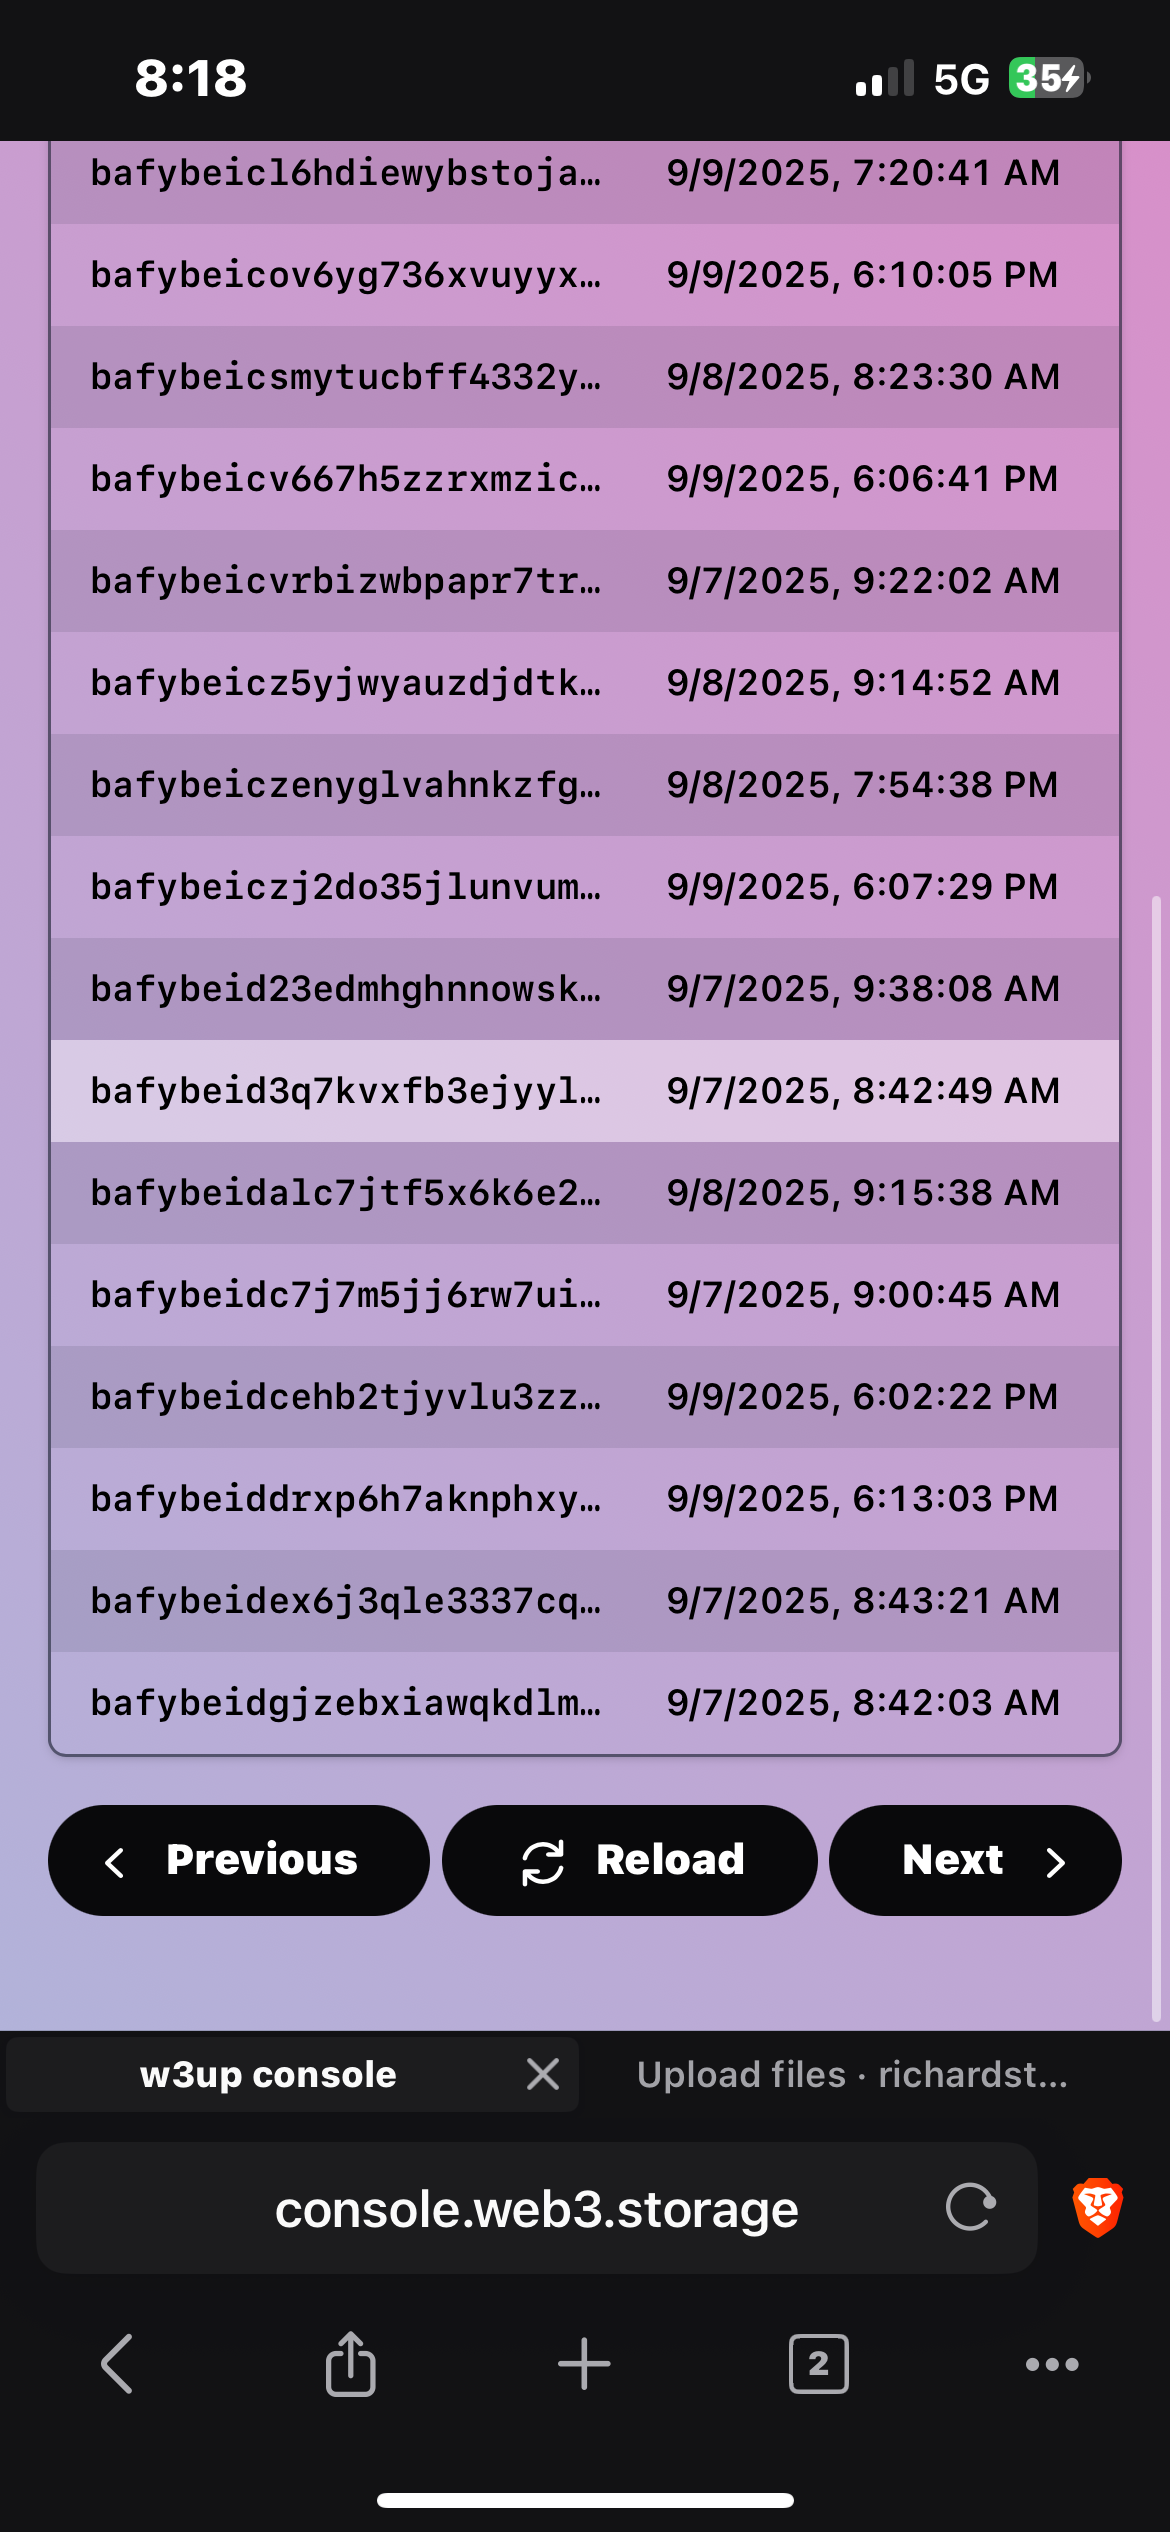 8:18 5G 35
bafybeicl6hdiewybstoja… 9/9/2025, 7:20:41 AM
bafybeicov6yg736xvuyyx… 9/9/2025, 6:10:05 PM
bafybeicsmytucbff4332y… 9/8/2025, 8:23:30 AM
bafybeicv667h5zzrxmzic… 9/9/2025, 6:06:41 PM
bafybeicvrbizwbpapr7tr… 9/7/2025, 9:22:02 AM
bafybeicz5yjwyauzdjdtk… 9/8/2025, 9:14:52 AM
bafybeiczenyglvahnkzfg… 9/8/2025, 7:54:38 PM
bafybeiczj2do35jlunvum… 9/9/2025, 6:07:29 PM
bafybeid23edmhghnnowsk… 9/7/2025, 9:38:08 AM
bafybeid3q7kvxfb3ejyyl… 9/7/2025, 8:42:49 AM
bafybeidalc7jtf5x6k6e2… 9/8/2025, 9:15:38 AM
bafybeidc7j7m5jj6rw7ui… 9/7/2025, 9:00:45 AM
bafybeidcehb2tjyvlu3zz… 9/9/2025, 6:02:22 PM
bafybeiddrxp6h7aknphxy… 9/9/2025, 6:13:03 PM
bafybeidex6j3qle3337cq… 9/7/2025, 8:43:21 AM
bafybeidgjzebxiawqkdlm… 9/7/2025, 8:42:03 AM
Previous Reload Next
w3up console Upload files · richardst…
console.web3.storage
2